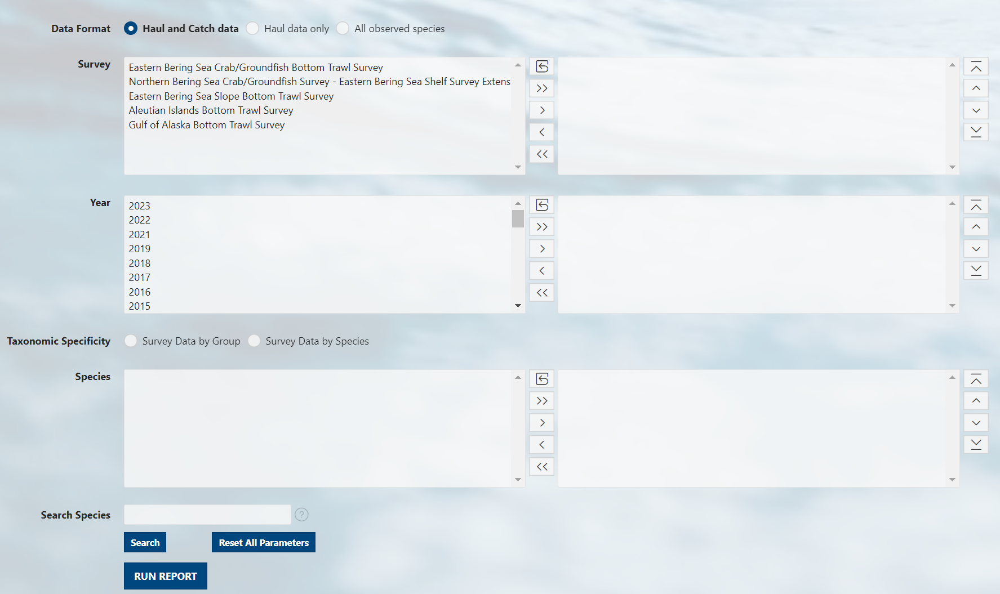 Data Format Haul and Catch data Haul data only All observed species
Survey
Eastern Bering Sea Crab/Groundfish Bottom Trawl Survey
Northern Bering Sea Crab/Groundfish Survey - Eastern Bering Sea Shelf Survey Extens
Eastern Bering Sea Slope Bottom Trawl Survey
Aleutian Islands Bottom Trawl Survey
Gulf of Alaska Bottom Trawl Survey
Year
2023
2022
2021
2019
2018
2017
2016
2015
Taxonomic Specificity Survey Data by Group Survey Data by Species
Species
Search Species ?
Search Reset All Parameters
RUN REPORT